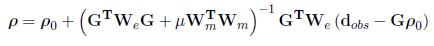 𝝆 = 𝝆₀ + (𝐆ᵀ𝐖ₑ𝐆 + μ𝐖ₘᵀ𝐖ₘ)⁻¹ 𝐆ᵀ𝐖ₑ (d_obs − 𝐆𝝆₀)